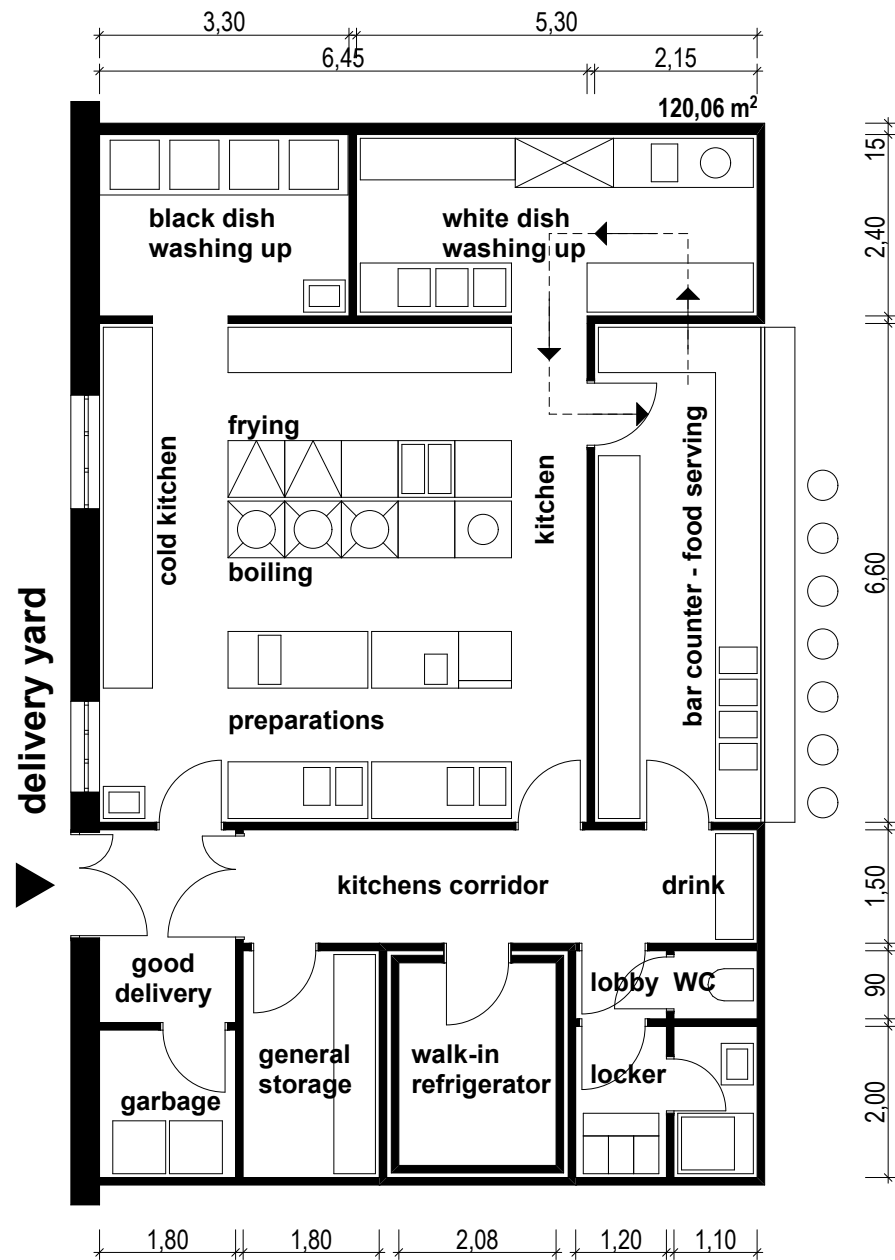 3,30
5,30
6,45
2,15
120,06 m²
15
black dish
washing up
white dish
washing up
2,40
frying
cold kitchen
kitchen
bar counter - food serving
6,60
boiling
delivery yard
preparations
kitchens corridor
drink
1,50
good
delivery
lobby
WC
90
general
storage
walk-in
refrigerator
locker
garbage
2,00
1,80
1,80
2,08
1,20
1,10